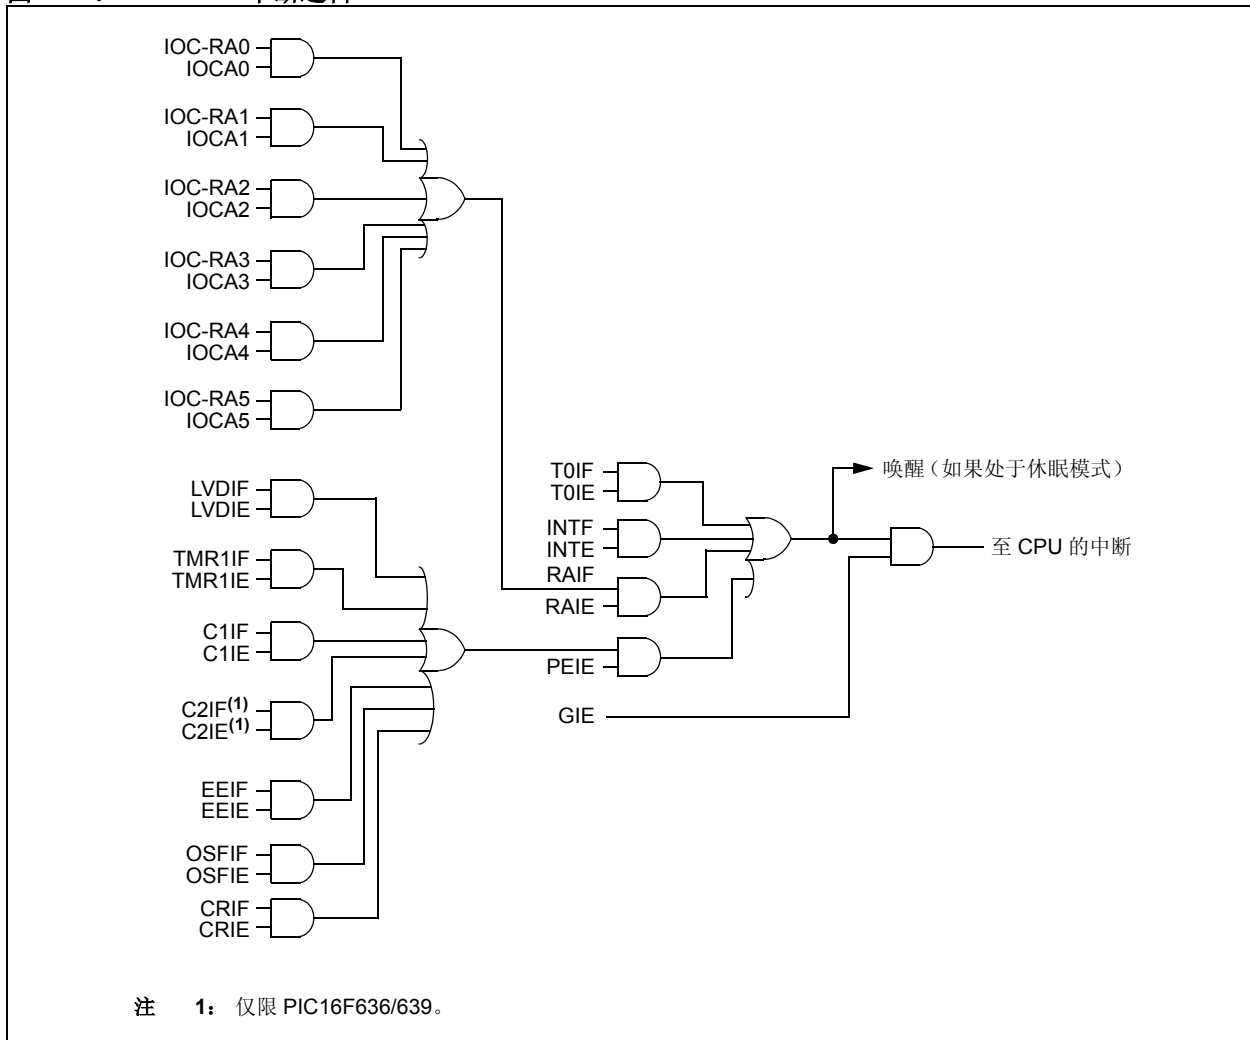 IOC-RA0
IOCA0
IOC-RA1
IOCA1
IOC-RA2
IOCA2
IOC-RA3
IOCA3
IOC-RA4
IOCA4
IOC-RA5
IOCA5
LVDIF
LVDIE
TMR1IF
TMR1IE
C1IF
C1IE
C2IF(1)
C2IE(1)
EEIF
EEIE
OSFIF
OSFIE
CRIF
CRIE
T0IF
T0IE
INTF
INTE
RAIF
RAIE
PEIE
GIE
唤醒（如果处于休眠模式）
至 CPU 的中断
注 1： 仅限 PIC16F636/639。